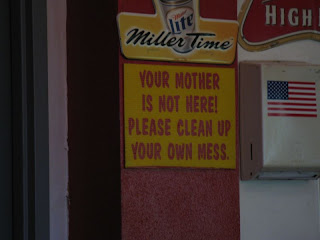 Lite
Miller Time
HIGH
YOUR MOTHER
IS NOT HERE!
PLEASE CLEAN UP
YOUR OWN MESS.